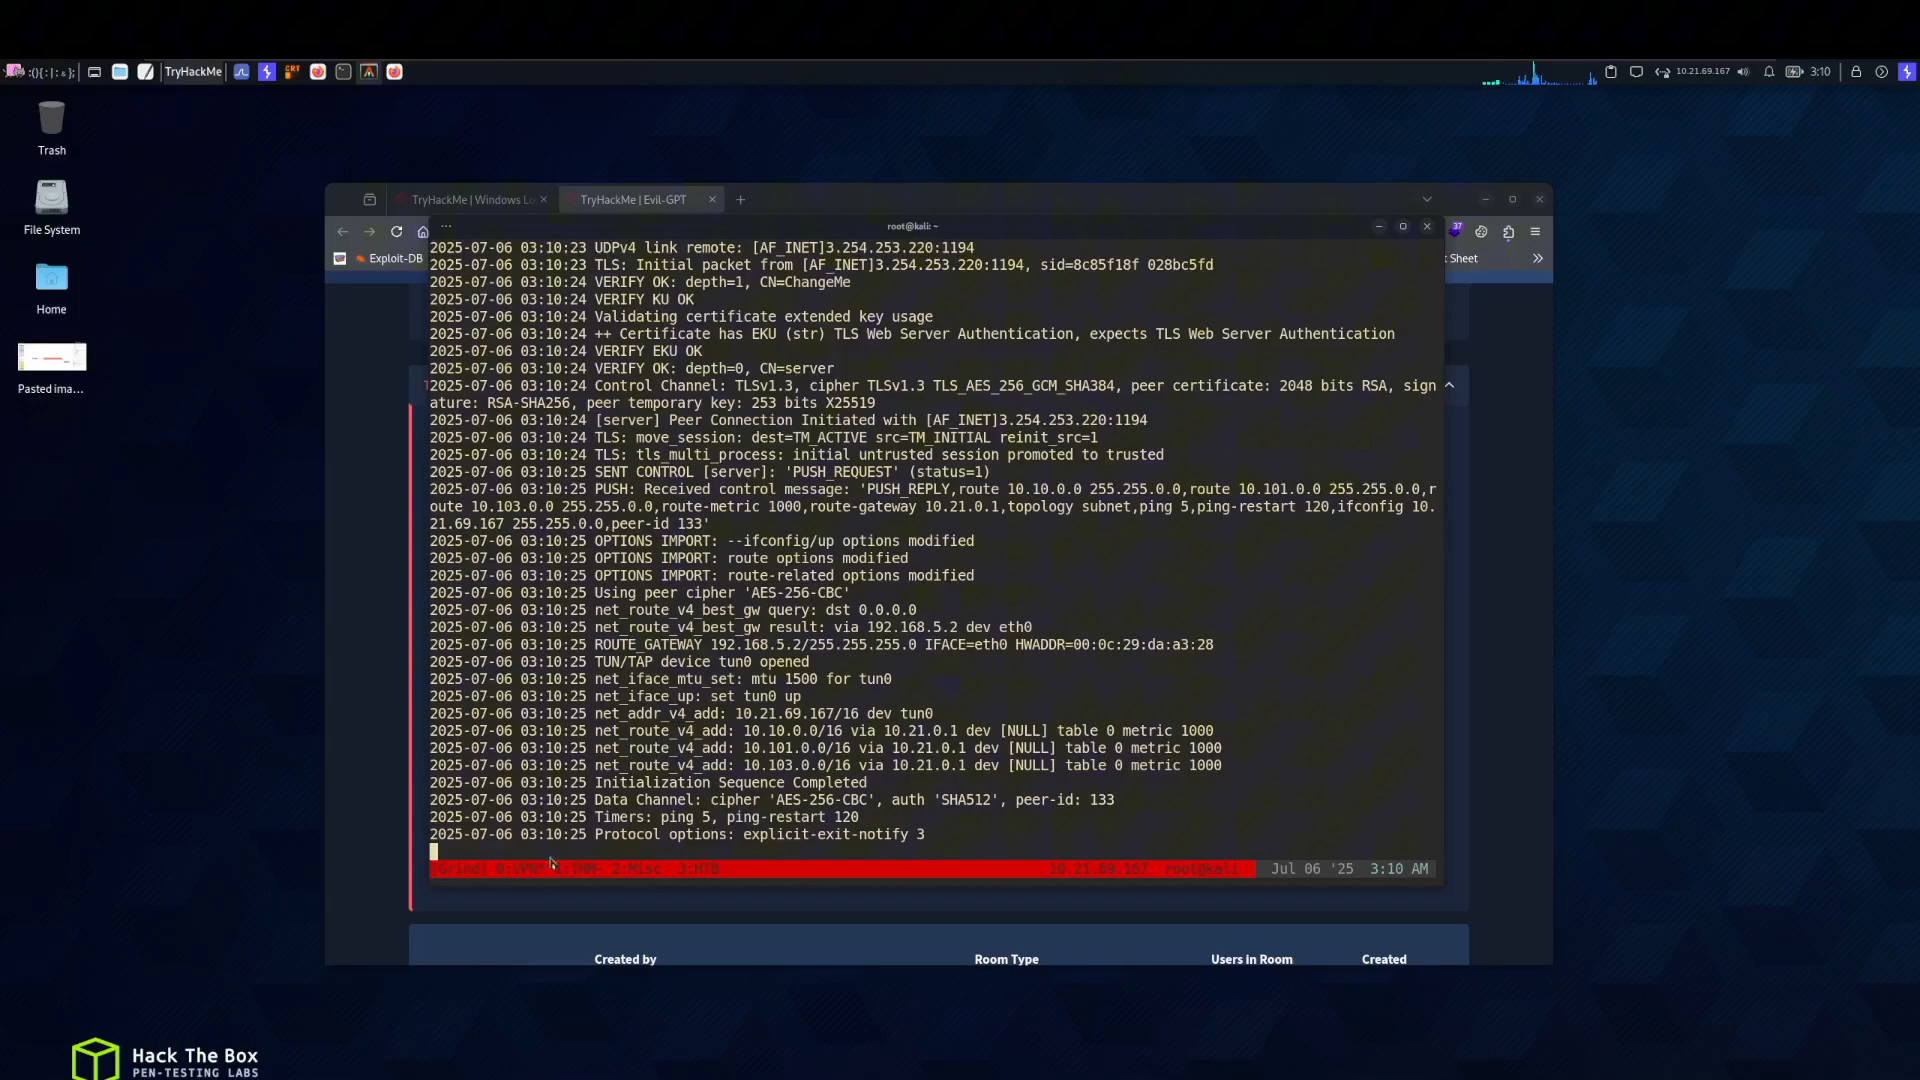 :(){:|:&};
TryHackMe
CRT
10.21.69.167
3:10
Trash
File System
Home
Pasted ima...
TryHackMe | Windows Lo
TryHackMe | Evil-GPT
37
Exploit-DB
t Sheet
root@kali: ~
2025-07-06 03:10:23 UDPv4 link remote: [AF_INET]3.254.253.220:1194
2025-07-06 03:10:23 TLS: Initial packet from [AF_INET]3.254.253.220:1194, sid=8c85f18f 028bc5fd
2025-07-06 03:10:24 VERIFY OK: depth=1, CN=ChangeMe
2025-07-06 03:10:24 VERIFY KU OK
2025-07-06 03:10:24 Validating certificate extended key usage
2025-07-06 03:10:24 ++ Certificate has EKU (str) TLS Web Server Authentication, expects TLS Web Server Authentication
2025-07-06 03:10:24 VERIFY EKU OK
2025-07-06 03:10:24 VERIFY OK: depth=0, CN=server
2025-07-06 03:10:24 Control Channel: TLSv1.3, cipher TLSv1.3 TLS_AES_256_GCM_SHA384, peer certificate: 2048 bits RSA, sign
ature: RSA-SHA256, peer temporary key: 253 bits X25519
2025-07-06 03:10:24 [server] Peer Connection Initiated with [AF_INET]3.254.253.220:1194
2025-07-06 03:10:24 TLS: move_session: dest=TM_ACTIVE src=TM_INITIAL reinit_src=1
2025-07-06 03:10:24 TLS: tls_multi_process: initial untrusted session promoted to trusted
2025-07-06 03:10:25 SENT CONTROL [server]: 'PUSH_REQUEST' (status=1)
2025-07-06 03:10:25 PUSH: Received control message: 'PUSH_REPLY,route 10.10.0.0 255.255.0.0,route 10.101.0.0 255.255.0.0,r
oute 10.103.0.0 255.255.0.0,route-metric 1000,route-gateway 10.21.0.1,topology subnet,ping 5,ping-restart 120,ifconfig 10.
21.69.167 255.255.0.0,peer-id 133'
2025-07-06 03:10:25 OPTIONS IMPORT: --ifconfig/up options modified
2025-07-06 03:10:25 OPTIONS IMPORT: route options modified
2025-07-06 03:10:25 OPTIONS IMPORT: route-related options modified
2025-07-06 03:10:25 Using peer cipher 'AES-256-CBC'
2025-07-06 03:10:25 net_route_v4_best_gw query: dst 0.0.0.0
2025-07-06 03:10:25 net_route_v4_best_gw result: via 192.168.5.2 dev eth0
2025-07-06 03:10:25 ROUTE_GATEWAY 192.168.5.2/255.255.255.0 IFACE=eth0 HWADDR=00:0c:29:da:a3:28
2025-07-06 03:10:25 TUN/TAP device tun0 opened
2025-07-06 03:10:25 net_iface_mtu_set: mtu 1500 for tun0
2025-07-06 03:10:25 net_iface_up: set tun0 up
2025-07-06 03:10:25 net_addr_v4_add: 10.21.69.167/16 dev tun0
2025-07-06 03:10:25 net_route_v4_add: 10.10.0.0/16 via 10.21.0.1 dev [NULL] table 0 metric 1000
2025-07-06 03:10:25 net_route_v4_add: 10.101.0.0/16 via 10.21.0.1 dev [NULL] table 0 metric 1000
2025-07-06 03:10:25 net_route_v4_add: 10.103.0.0/16 via 10.21.0.1 dev [NULL] table 0 metric 1000
2025-07-06 03:10:25 Initialization Sequence Completed
2025-07-06 03:10:25 Data Channel: cipher 'AES-256-CBC', auth 'SHA512', peer-id: 133
2025-07-06 03:10:25 Timers: ping 5, ping-restart 120
2025-07-06 03:10:25 Protocol options: explicit-exit-notify 3
[Grind] 0:VPN* 1:THM- 2:Misc 3:HTB 10.21.69.167 root@kali Jul 06 '25 3:10 AM
Created by Room Type Users in Room Created
Hack The Box
PEN-TESTING LABS